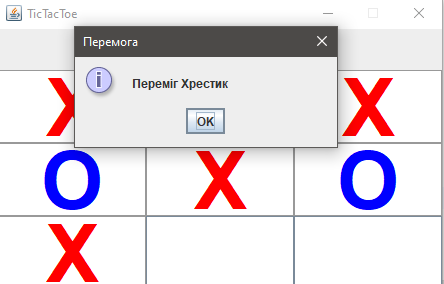 TicTacToe
Перемога
Переміг Хрестик
OK
X X
O X O
X